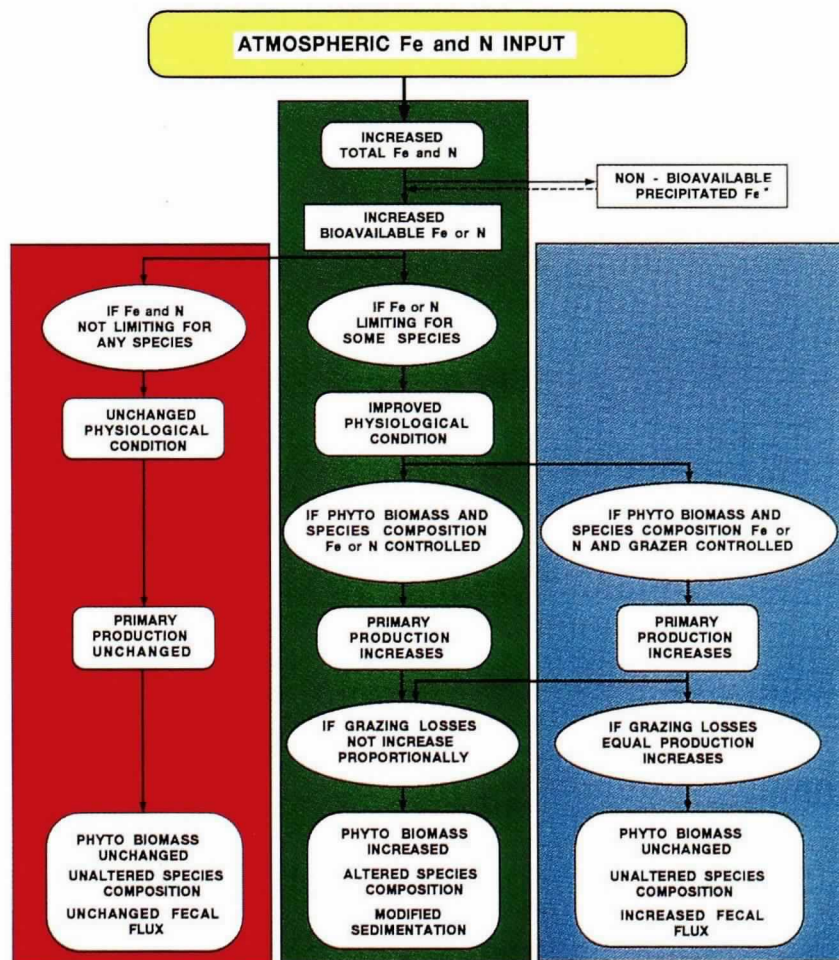 ATMOSPHERIC Fe and N INPUT
INCREASED
TOTAL Fe and N
NON - BIOAVAILABLE
PRECIPITATED Fe*
INCREASED
BIOAVAILABLE Fe or N
IF Fe and N
NOT LIMITING FOR
ANY SPECIES
IF Fe or N
LIMITING FOR
SOME SPECIES
UNCHANGED
PHYSIOLOGICAL
CONDITION
IMPROVED
PHYSIOLOGICAL
CONDITION
IF PHYTO BIOMASS AND
SPECIES COMPOSITION
Fe or N CONTROLLED
IF PHYTO BIOMASS AND
SPECIES COMPOSITION Fe or
N AND GRAZER CONTROLLED
PRIMARY
PRODUCTION
UNCHANGED
PRIMARY
PRODUCTION
INCREASES
PRIMARY
PRODUCTION
INCREASES
IF GRAZING LOSSES
NOT INCREASE
PROPORTIONALLY
IF GRAZING LOSSES
EQUAL PRODUCTION
INCREASES
PHYTO BIOMASS
UNCHANGED
UNALTERED SPECIES
COMPOSITION
UNCHANGED FECAL
FLUX
PHYTO BIOMASS
INCREASED
ALTERED SPECIES
COMPOSITION
MODIFIED
SEDIMENTATION
PHYTO BIOMASS
UNCHANGED
UNALTERED SPECIES
COMPOSITION
INCREASED FECAL
FLUX